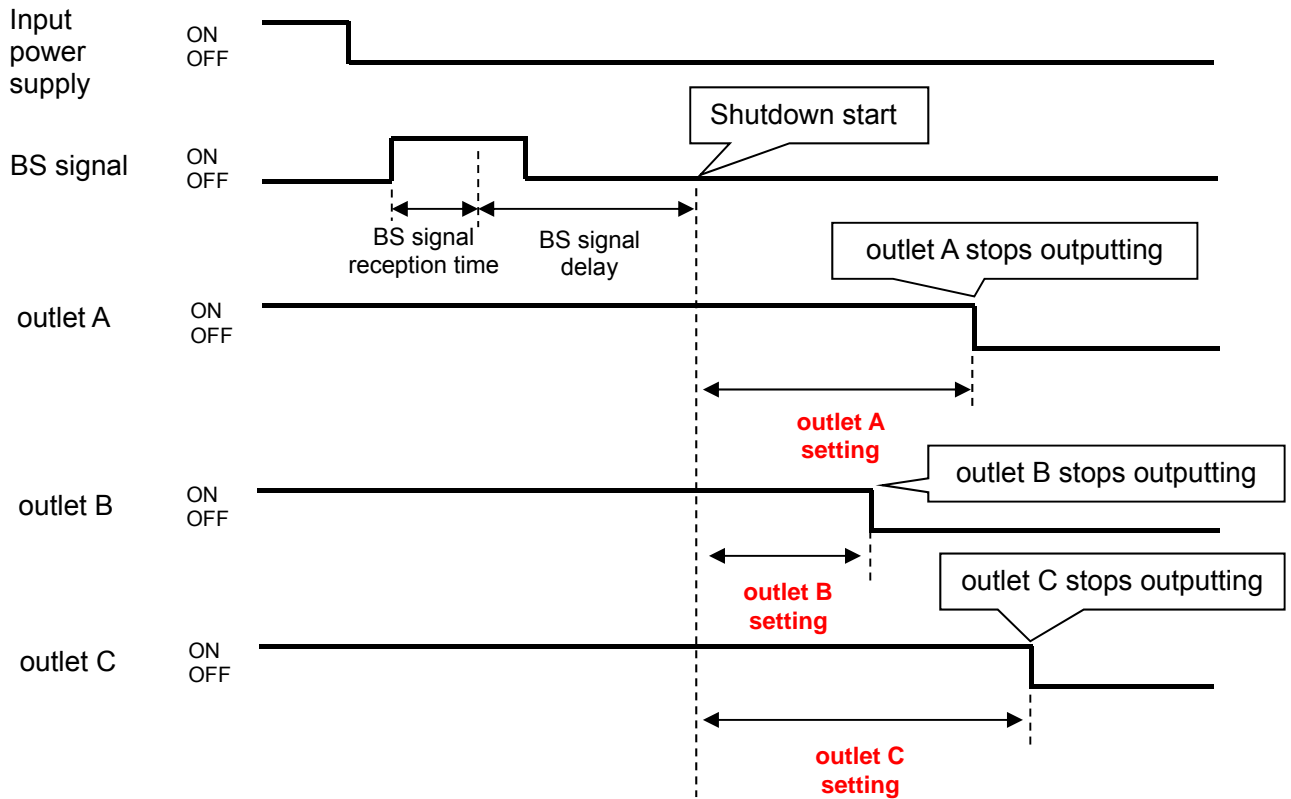 Input
power
supply
ON
OFF
Shutdown start
BS signal
ON
OFF
BS signal
reception time
BS signal
delay
outlet A stops outputting
outlet A
ON
OFF
outlet A
setting
outlet B stops outputting
outlet B
ON
OFF
outlet B
setting
outlet C stops outputting
outlet C
ON
OFF
outlet C
setting